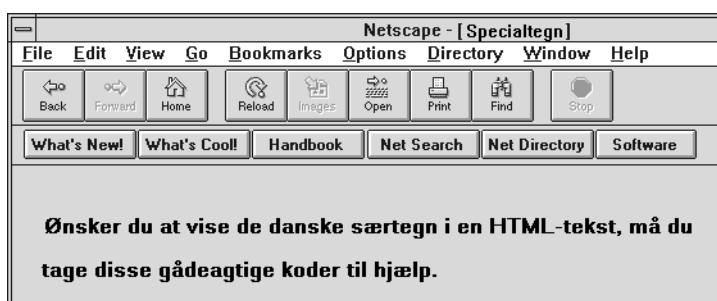 Netscape - [Specialtegn]
File Edit View Go Bookmarks Options Directory Window Help
Back Forward Home Reload Images Open Print Find Stop
What's New! What's Cool! Handbook Net Search Net Directory Software
Ønsker du at vise de danske særtegn i en HTML-tekst, må du
tage disse gådeagtige koder til hjælp.